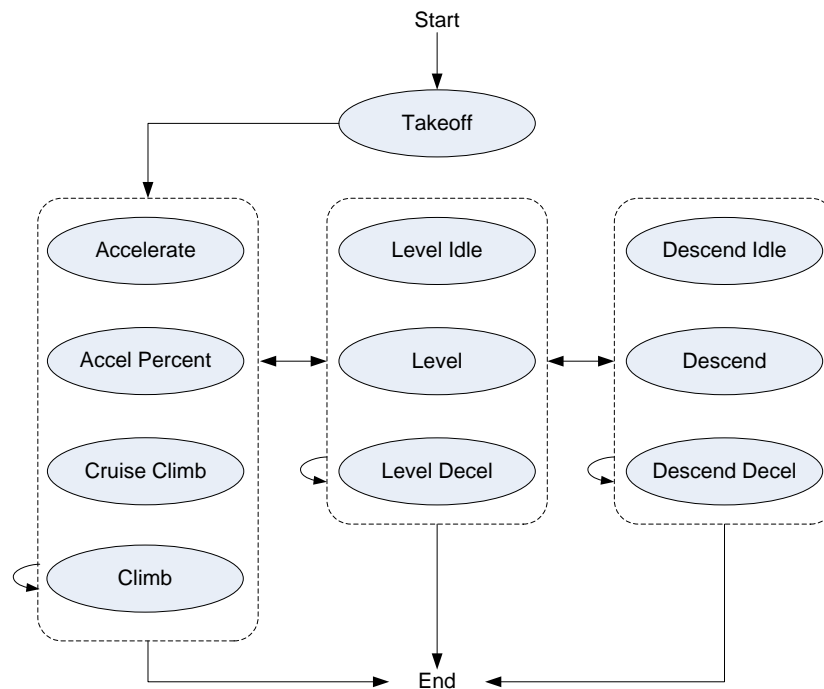 Start
Takeoff
Accelerate
Level Idle
Descend Idle
Accel Percent
Level
Descend
Cruise Climb
Level Decel
Descend Decel
Climb
End